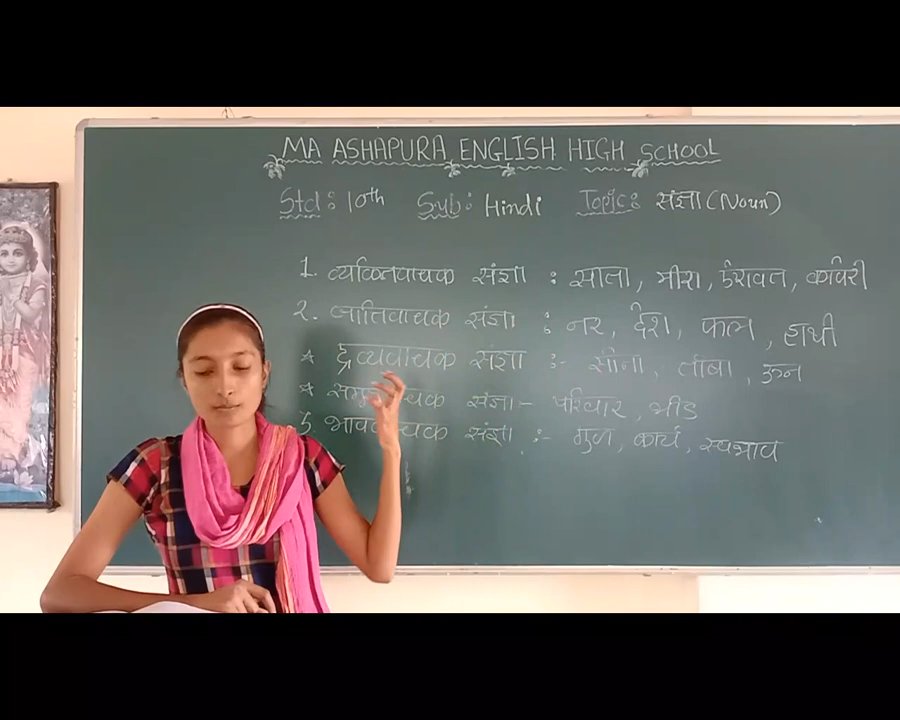 MA ASHAPURA ENGLISH HIGH SCHOOL
Std : 10th Sub : Hindi Topic : संज्ञा (Noun)
1. व्यक्तिवाचक संज्ञा : सीता, मीरा, ऐरावत, कावेरी
2. जातिवाचक संज्ञा : नर, देश, फल, हाथी
* द्रव्यवाचक संज्ञा :- सोना, तांबा, ऊन
* संज्ञा - परिवार, भीड
3. संज्ञा :- गुण, कार्य, स्वभाव